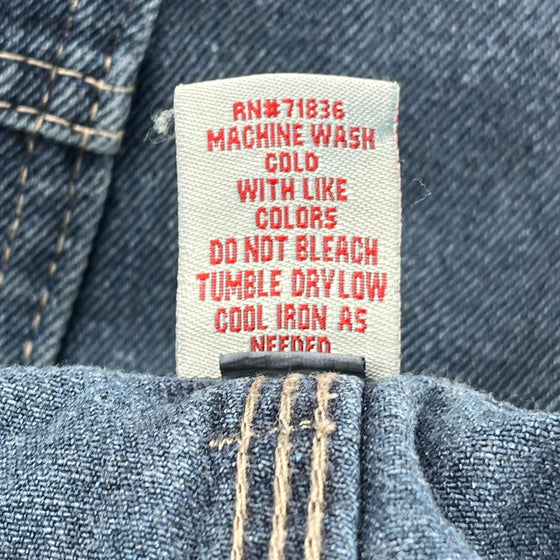 RN#71836
MACHINE WASH
COLD
WITH LIKE
COLORS
DO NOT BLEACH
TUMBLE DRY LOW
COOL IRON AS
NEEDED